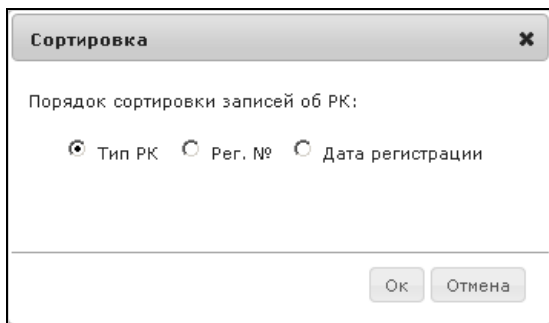 Сортировка
Порядок сортировки записей об РК:
Тип РК Рег. № Дата регистрации
Ок Отмена